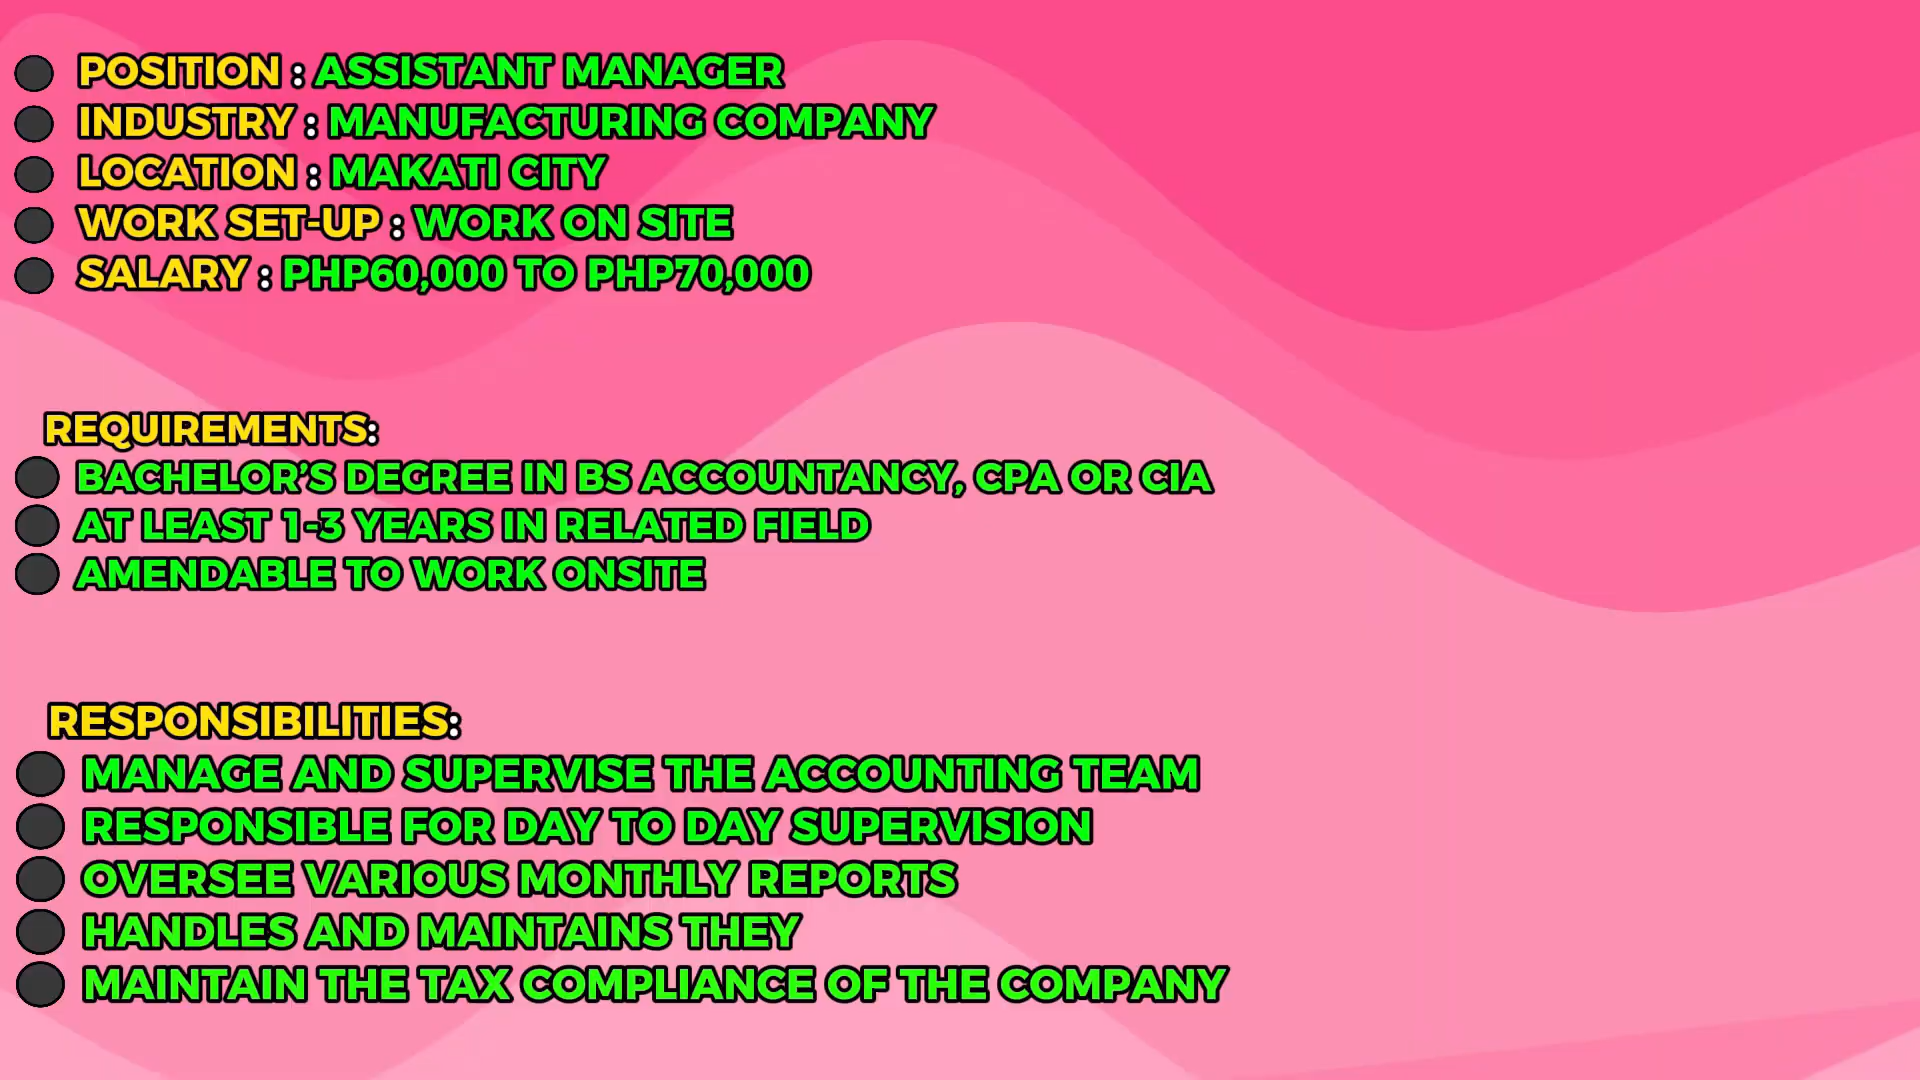 POSITION : ASSISTANT MANAGER
INDUSTRY : MANUFACTURING COMPANY
LOCATION : MAKATI CITY
WORK SET-UP : WORK ON SITE
SALARY : PHP60,000 TO PHP70,000
REQUIREMENTS:
BACHELOR’S DEGREE IN BS ACCOUNTANCY, CPA OR CIA
AT LEAST 1-3 YEARS IN RELATED FIELD
AMENDABLE TO WORK ONSITE
RESPONSIBILITIES:
MANAGE AND SUPERVISE THE ACCOUNTING TEAM
RESPONSIBLE FOR DAY TO DAY SUPERVISION
OVERSEE VARIOUS MONTHLY REPORTS
HANDLES AND MAINTAINS THEY
MAINTAIN THE TAX COMPLIANCE OF THE COMPANY